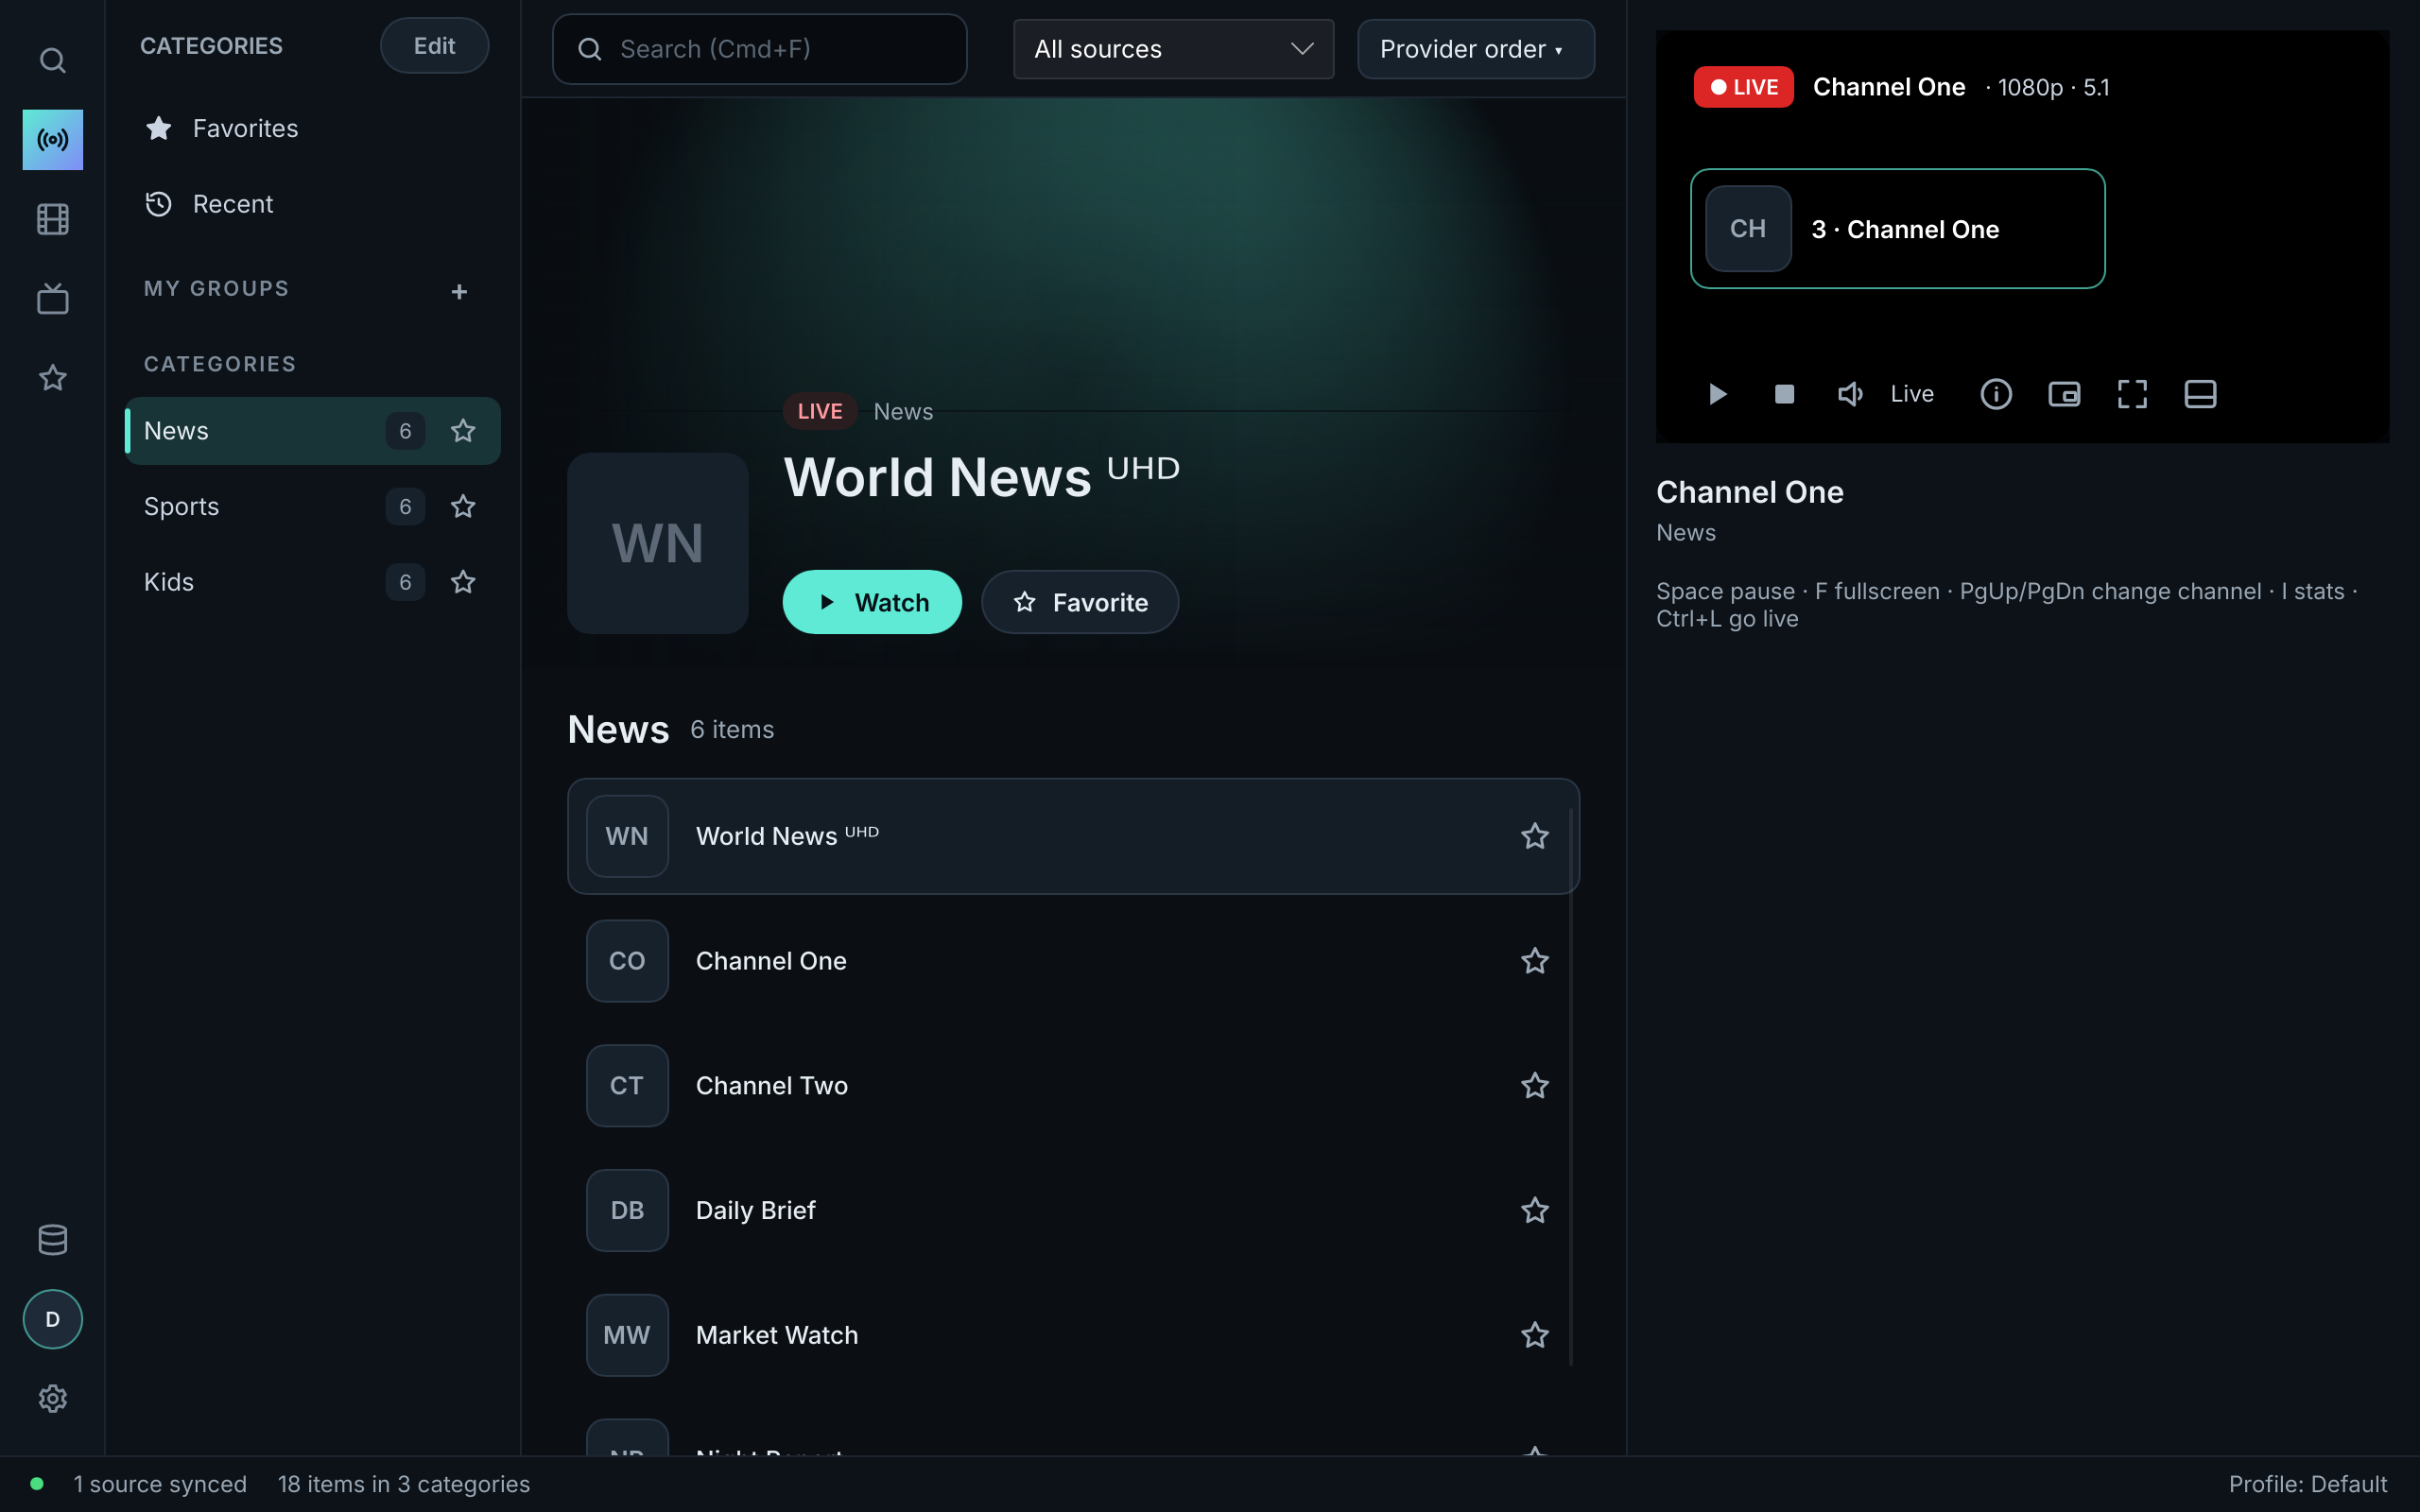 CATEGORIES
Edit
Favorites
Recent
MY GROUPS
+
CATEGORIES
News 6
Sports 6
Kids 6
D
Search (Cmd+F)
All sources
Provider order
LIVE News
World News ᵁᴴᴰ
WN
Watch
Favorite
News 6 items
WN World News ᵁᴴᴰ
CO Channel One
CT Channel Two
DB Daily Brief
MW Market Watch
LIVE Channel One · 1080p · 5.1
CH 3 · Channel One
Live
Channel One
News
Space pause · F fullscreen · PgUp/PgDn change channel · I stats ·
Ctrl+L go live
1 source synced 18 items in 3 categories
Profile: Default